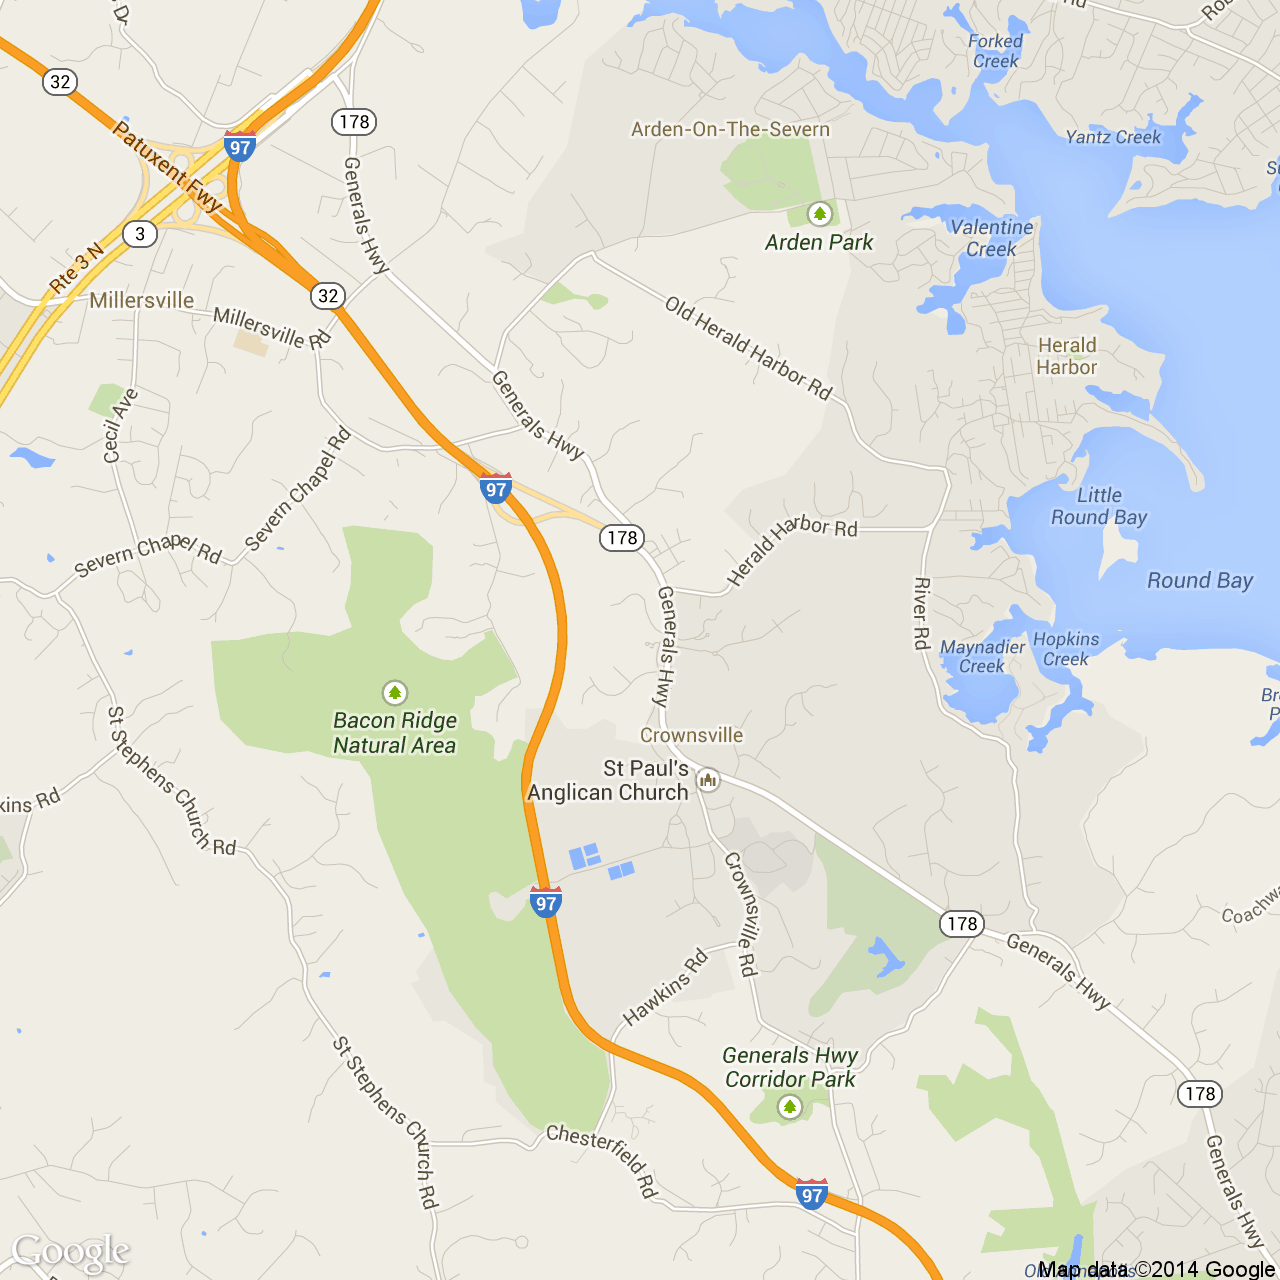 Forked
Creek
32
178
Arden-On-The-Severn
Yantz Creek
Patuxent Fwy
97
Generals Hwy
Arden Park
Valentine
Creek
3
Rte 3 N
Millersville
32
Millersville Rd
Old Herald Harbor Rd
Herald
Harbor
Cecil Ave
Generals Hwy
Severn Chapel Rd
97
Little
Round Bay
178
Herald Harbor Rd
Severn Chapel Rd
Round Bay
Generals Hwy
River Rd
Maynadier
Creek
Hopkins
Creek
Bacon Ridge
Natural Area
St Stephens Church Rd
Crownsville
St Paul's
Anglican Church
kins Rd
Crownsville Rd
97
178
Coachwa
Generals Hwy
Hawkins Rd
St Stephens Church Rd
Generals Hwy
Corridor Park
178
Chesterfield Rd
Generals Hwy
97
Google
Map data ©2014 Google